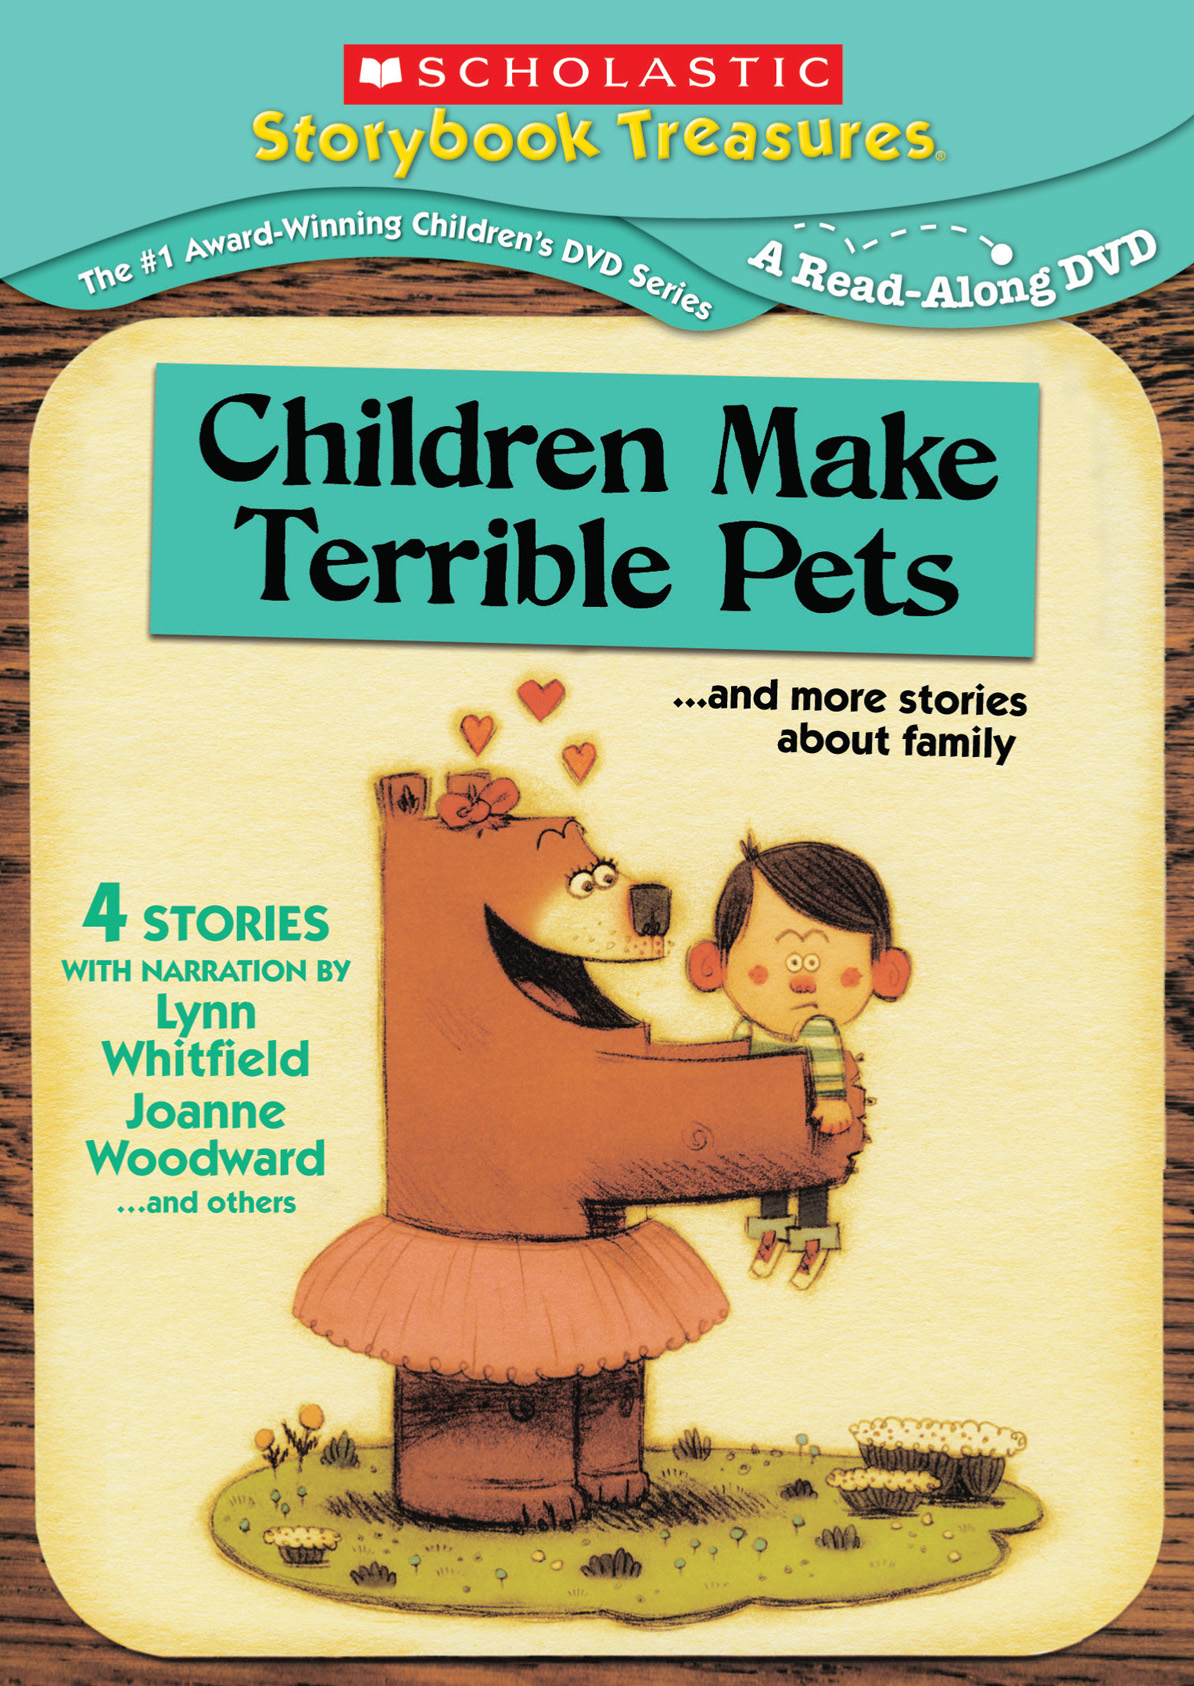 SCHOLASTIC
Storybook Treasures®
The #1 Award-Winning Children's DVD Series
A Read-Along DVD
Children Make
Terrible Pets
...and more stories
about family
4 STORIES
WITH NARRATION BY
Lynn
Whitfield
Joanne
Woodward
...and others